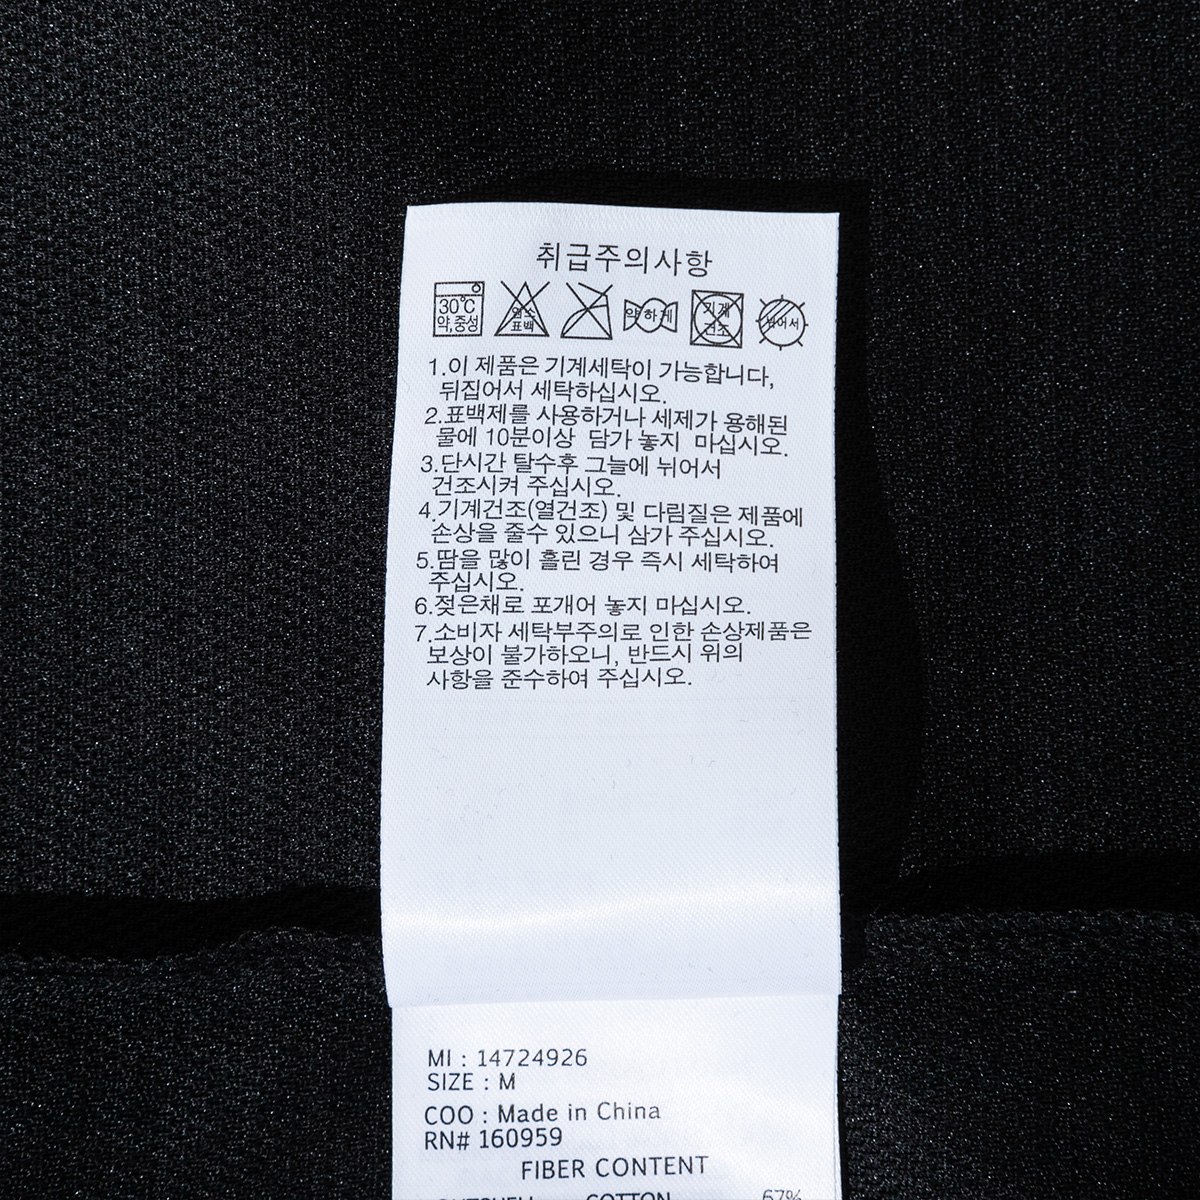 취급주의사항
30℃ 약,중성
염소 표백
약 하 게
기계 건조
뉘어서
1.이 제품은 기계세탁이 가능합니다,
뒤집어서 세탁하십시오.
2.표백제를 사용하거나 세제가 용해된
물에 10분이상 담가 놓지 마십시오.
3.단시간 탈수후 그늘에 뉘어서
건조시켜 주십시오.
4.기계건조(열건조) 및 다림질은 제품에
손상을 줄수 있으니 삼가 주십시오.
5.땀을 많이 흘린 경우 즉시 세탁하여
주십시오.
6.젖은채로 포개어 놓지 마십시오.
7.소비자 세탁부주의로 인한 손상제품은
보상이 불가하오니, 반드시 위의
사항을 준수하여 주십시오.
MI : 14724926
SIZE : M
COO : Made in China
RN# 160959
FIBER CONTENT
COTTON 67%